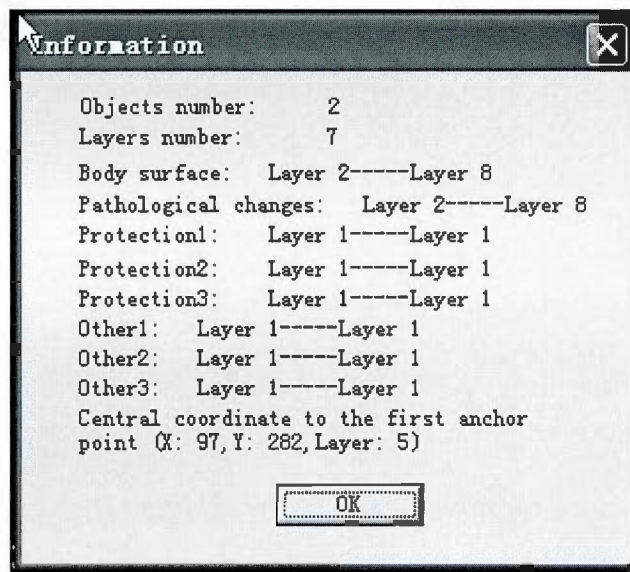 Information
Objects number: 2
Layers number: 7
Body surface: Layer 2-----Layer 8
Pathological changes: Layer 2-----Layer 8
Protection1: Layer 1-----Layer 1
Protection2: Layer 1-----Layer 1
Protection3: Layer 1-----Layer 1
Other1: Layer 1-----Layer 1
Other2: Layer 1-----Layer 1
Other3: Layer 1-----Layer 1
Central coordinate to the first anchor
point (X: 97, Y: 282, Layer: 5)
OK